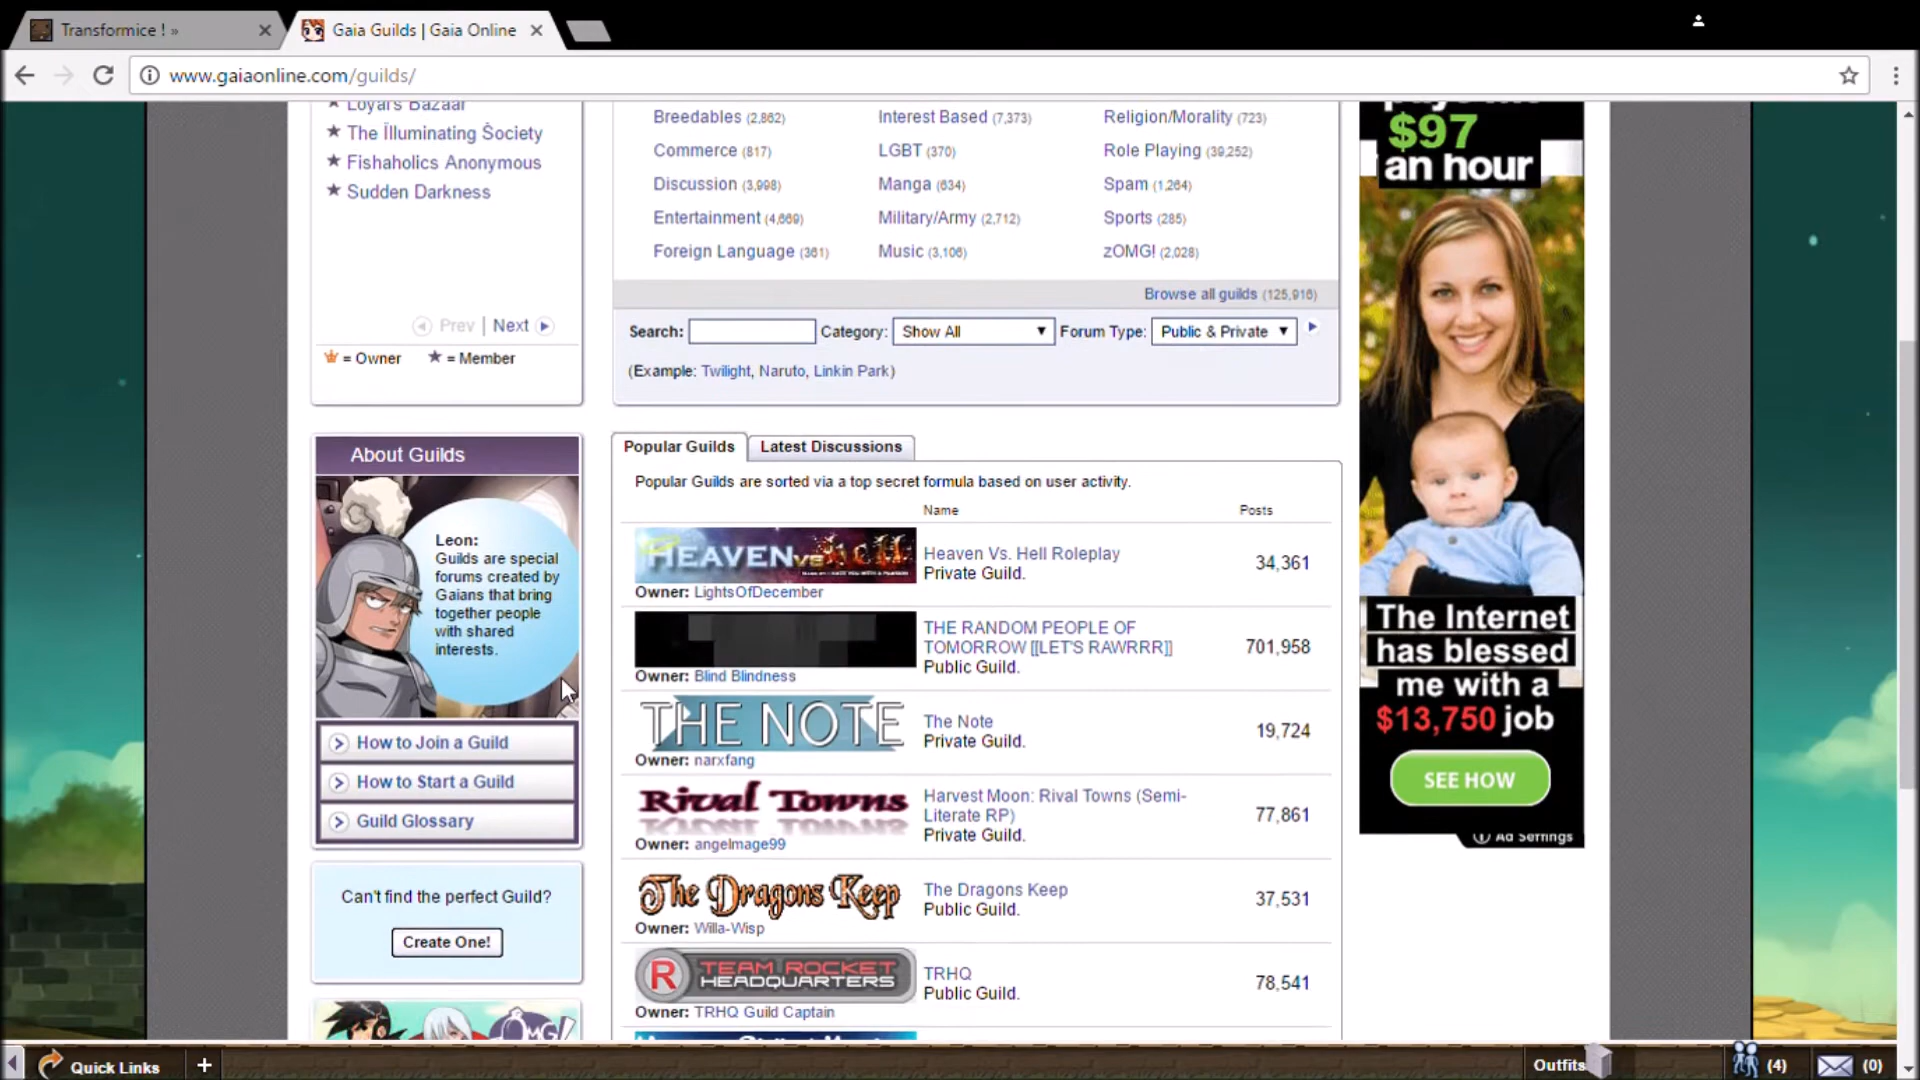 Transformice ! »
Gaia Guilds | Gaia Online
www.gaiaonline.com/guilds/
Loyal's Bazaar
The Ïlluminating Šociety
Fishaholics Anonymous
Sudden Darkness
Prev | Next
= Owner = Member
Breedables (2,862) Interest Based (7,373) Religion/Morality (723)
Commerce (817) LGBT (370) Role Playing (39,252)
Discussion (3,998) Manga (634) Spam (1,264)
Entertainment (4,669) Military/Army (2,712) Sports (285)
Foreign Language (361) Music (3,106) zOMG! (2,028)
Browse all guilds (125,916)
Search: Category: Show All Forum Type: Public & Private
(Example: Twilight, Naruto, Linkin Park)
About Guilds
Leon:
Guilds are special
forums created by
Gaians that bring
together people
with shared
interests.
How to Join a Guild
How to Start a Guild
Guild Glossary
Can't find the perfect Guild?
Create One!
OMG!
Popular Guilds Latest Discussions
Popular Guilds are sorted via a top secret formula based on user activity.
Name Posts
HEAVEN vs HELL
Heaven Vs. Hell Roleplay
Private Guild.
34,361
Owner: LightsOfDecember
THE RANDOM PEOPLE OF
TOMORROW [[LET'S RAWRRR]]
Public Guild.
701,958
Owner: Blind Blindness
THE NOTE
The Note
Private Guild.
19,724
Owner: narxfang
Rival Towns
Harvest Moon: Rival Towns (Semi-
Literate RP)
Private Guild.
77,861
Owner: angelmage99
The Dragons Keep
The Dragons Keep
Public Guild.
37,531
Owner: Willa-Wisp
R TEAM ROCKET
HEADQUARTERS
TRHQ
Public Guild.
78,541
Owner: TRHQ Guild Captain
pays me
$97
an hour
The Internet
has blessed
me with a
$13,750 job
SEE HOW
Ad Settings
Quick Links +
Outfits (4) (0)